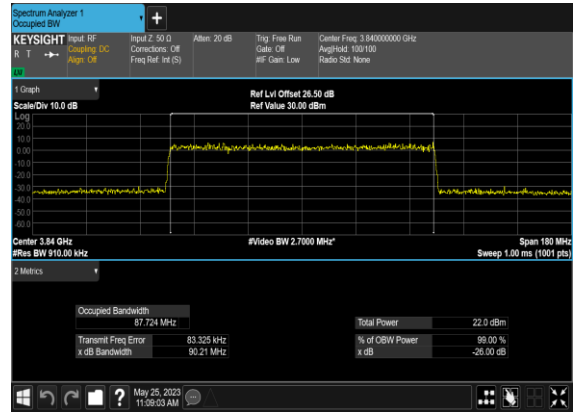 Spectrum Analyzer 1
Occupied BW
KEYSIGHT
R T
LXI
Input: RF
Coupling: DC
Align: Off
Input Z: 50 Ω
Corrections: Off
Freq Ref: Int (S)
Atten: 20 dB
Trig: Free Run
Gate: Off
#IF Gain: Low
Center Freq: 3.840000000 GHz
Avg|Hold: 100/100
Radio Std: None
1 Graph
Scale/Div 10.0 dB
Ref Lvl Offset 26.50 dB
Ref Value 30.00 dBm
Log
20.0
10.0
0.00
-10.0
-20.0
-30.0
-40.0
-50.0
-60.0
Center 3.84 GHz
#Video BW 2.7000 MHz*
Span 180 MHz
#Res BW 910.00 kHz
Sweep 1.00 ms (1001 pts)
2 Metrics
Occupied Bandwidth
87.724 MHz
Total Power 22.0 dBm
Transmit Freq Error 83.325 kHz
% of OBW Power 99.00 %
x dB Bandwidth 90.21 MHz
x dB -26.00 dB
?
May 25, 2023
11:09:03 AM